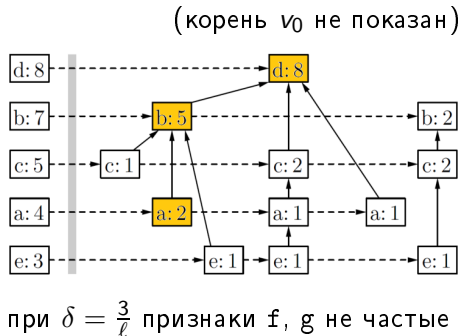 (корень v₀ не показан)
d: 8 d: 8
b: 7 b: 5 b: 2
c: 5 c: 1 c: 2 c: 2
a: 4 a: 2 a: 1 a: 1
e: 3 e: 1 e: 1 e: 1
при δ = 3/ℓ признаки f, g не частые